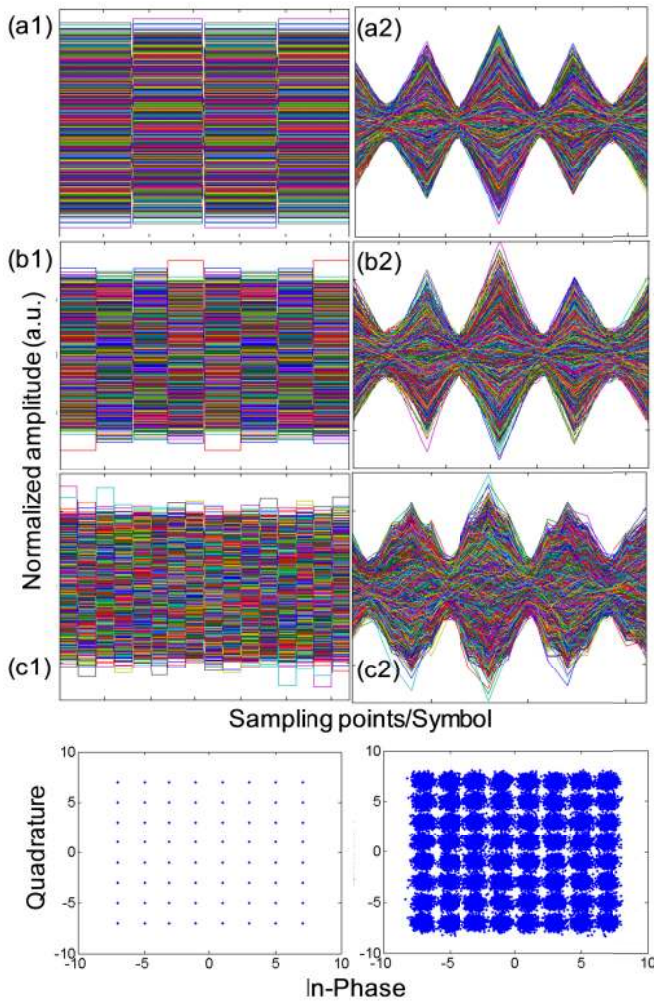 (a1)
(a2)
(b1)
(b2)
(c1)
(c2)
Normalized amplitude (a.u.)
Sampling points/Symbol
10
5
0
-5
-10
-10
-5
0
5
10
Quadrature
10
5
0
-5
-10
-10
-5
0
5
10
In-Phase